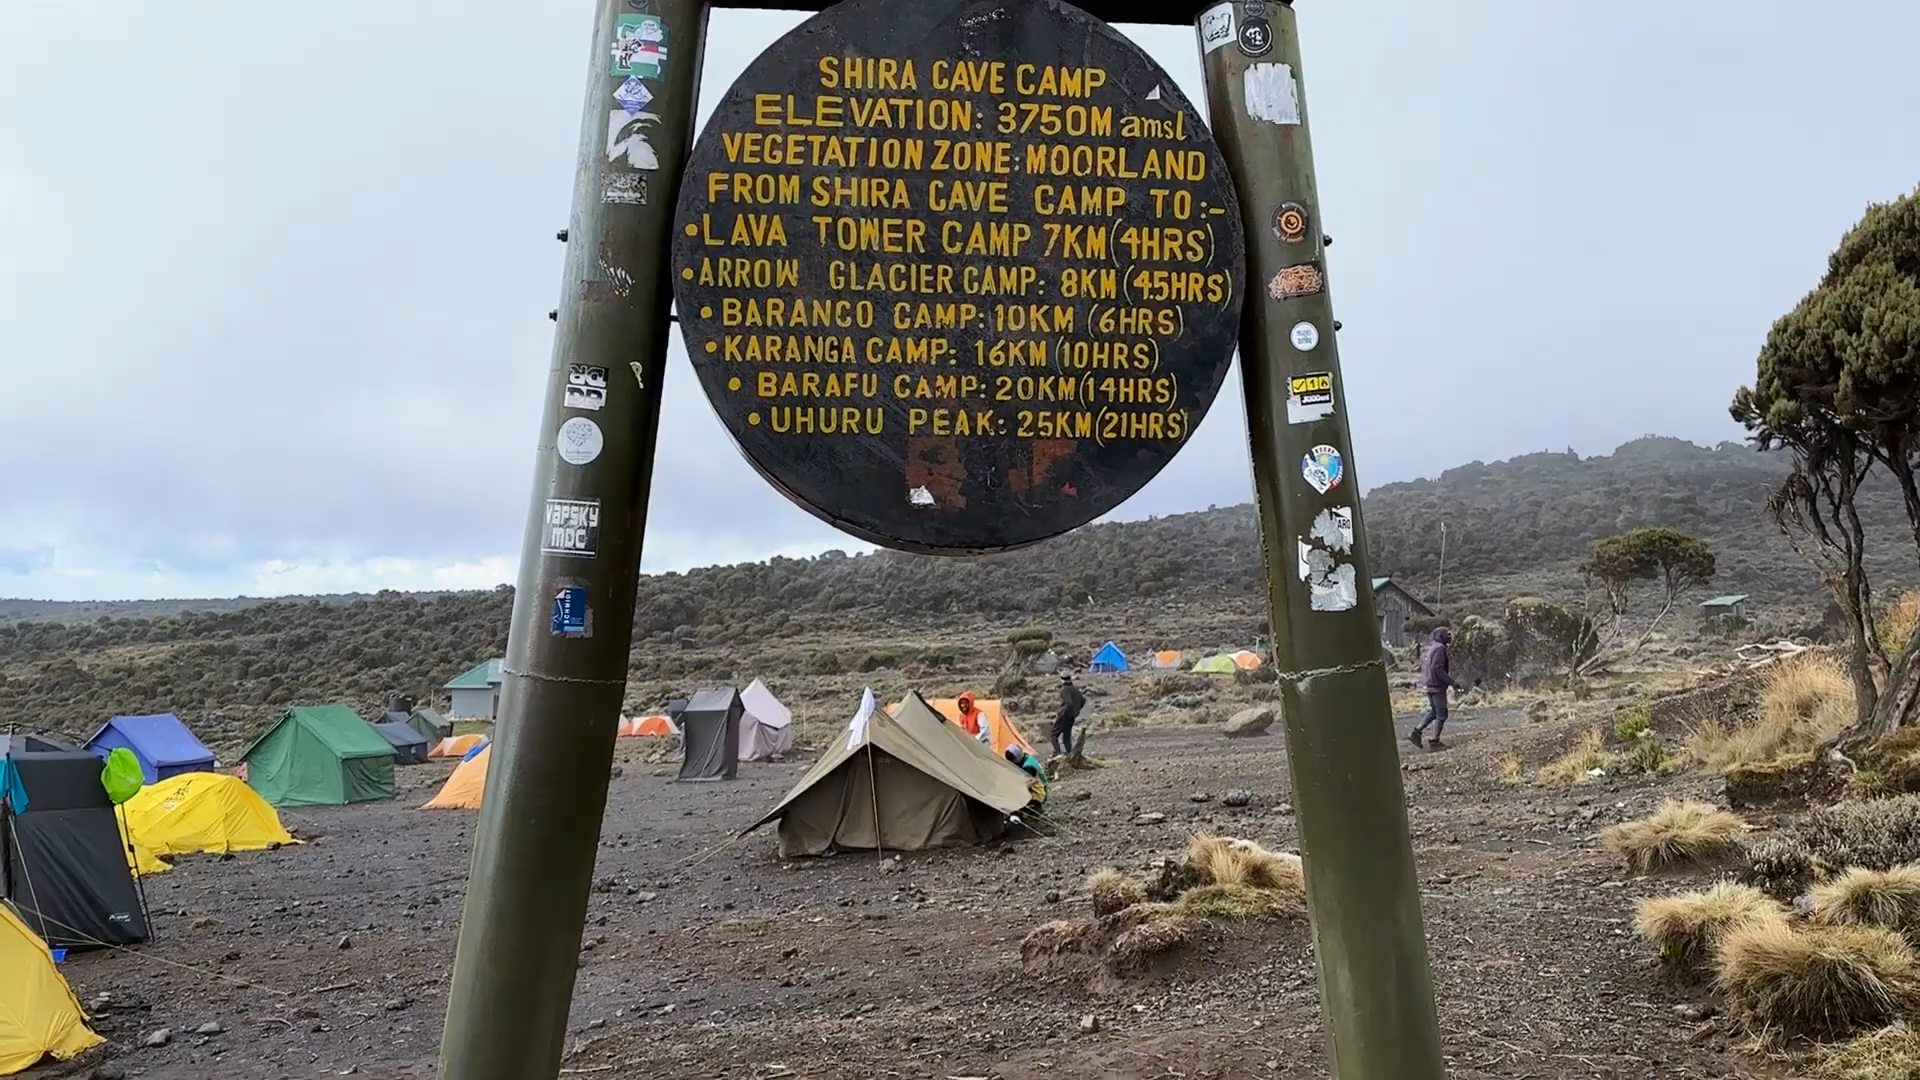 SHIRA CAVE CAMP
ELEVATION: 3750M amsl
VEGETATION ZONE: MOORLAND
FROM SHIRA CAVE CAMP TO:-
•LAVA TOWER CAMP 7KM(4HRS)
•ARROW GLACIER CAMP: 8KM (45HRS)
•BARANCO CAMP: 10KM (6HRS)
•KARANGA CAMP: 16KM (10HRS)
•BARAFU CAMP: 20KM(14HRS)
•UHURU PEAK: 25KM(21HRS)
VAPSKY
MDC
SCHMIDT